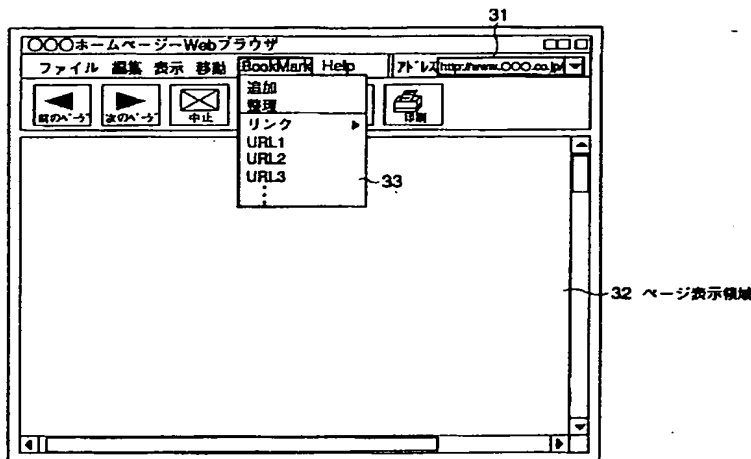 31
○○○ホームページーWebブラウザ
ファイル 編集 表示 移動 BookMark Help アドレス http://www.○○○.co.jp/
前のページ 次のページ 中止 印刷
追加
整理
リンク
URL1
URL2
URL3
33
32 ページ表示領域